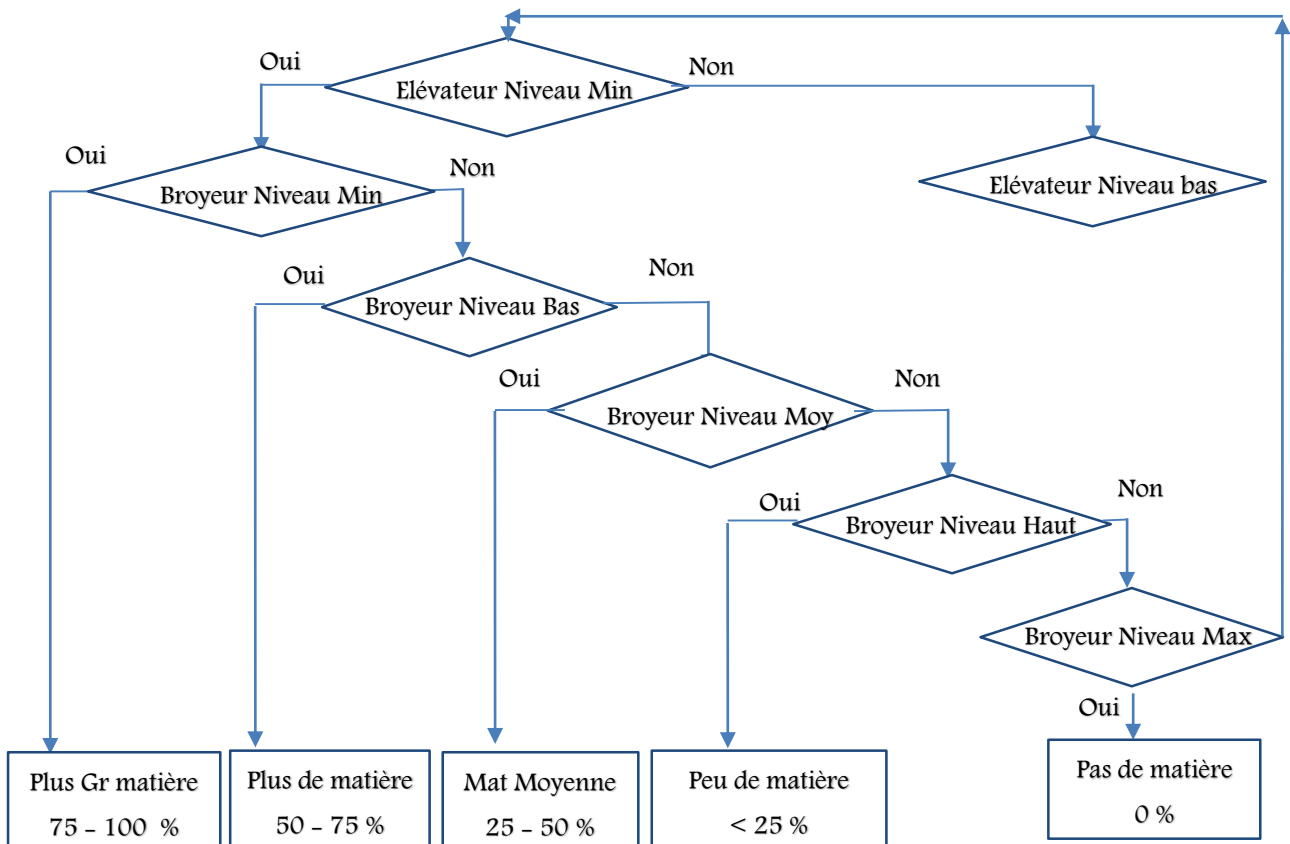 Oui
Non
Elévateur Niveau Min
Oui
Non
Broyeur Niveau Min
Elévateur Niveau bas
Oui
Non
Broyeur Niveau Bas
Oui
Non
Broyeur Niveau Moy
Oui
Non
Broyeur Niveau Haut
Broyeur Niveau Max
Oui
Plus Gr matière
75 - 100 %
Plus de matière
50 - 75 %
Mat Moyenne
25 - 50 %
Peu de matière
< 25 %
Pas de matière
0 %